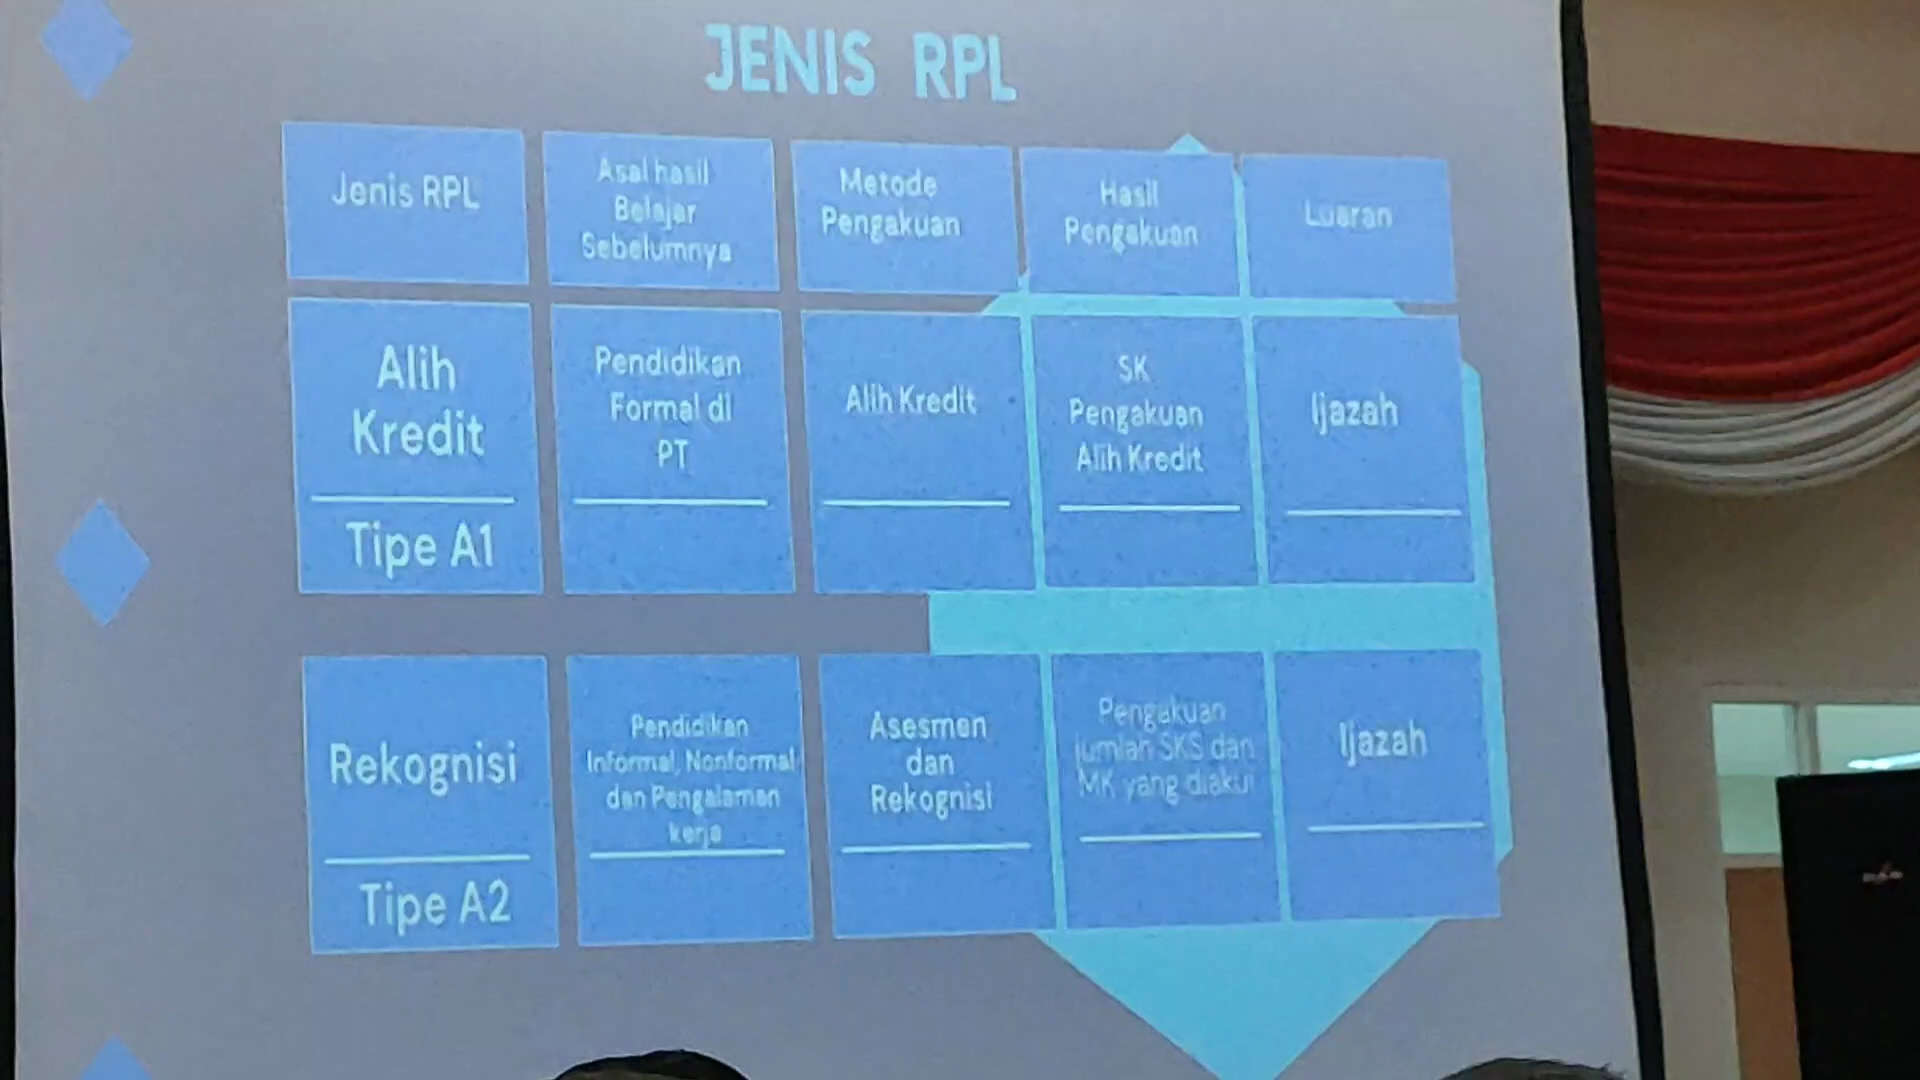 JENIS RPL
Jenis RPL
Asal hasil
Belajar
Sebelumnya
Metode
Pengakuan
Hasil
Pengakuan
Luaran
Alih
Kredit
Tipe A1
Pendidikan
Formal di
PT
Alih Kredit
SK
Pengakuan
Alih Kredit
Ijazah
Rekognisi
Tipe A2
Pendidikan
Informal, Nonformal
dan Pengalaman
kerja
Asesmen
dan
Rekognisi
Pengakuan
jumlah SKS dan
MK yang diakui
Ijazah